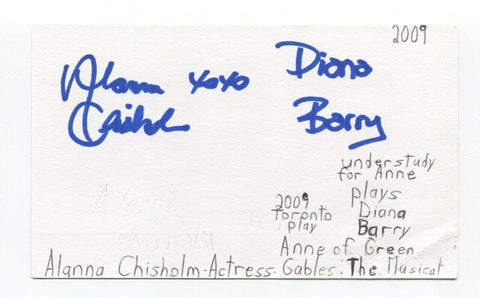 2009
Alanna xoxo
Chisholm
Diana
Barry
understudy
for Anne
plays
Diana
Barry
2009
Toronto
play
Anne of Green
Alanna Chisholm-Actress-Gables: The Musical